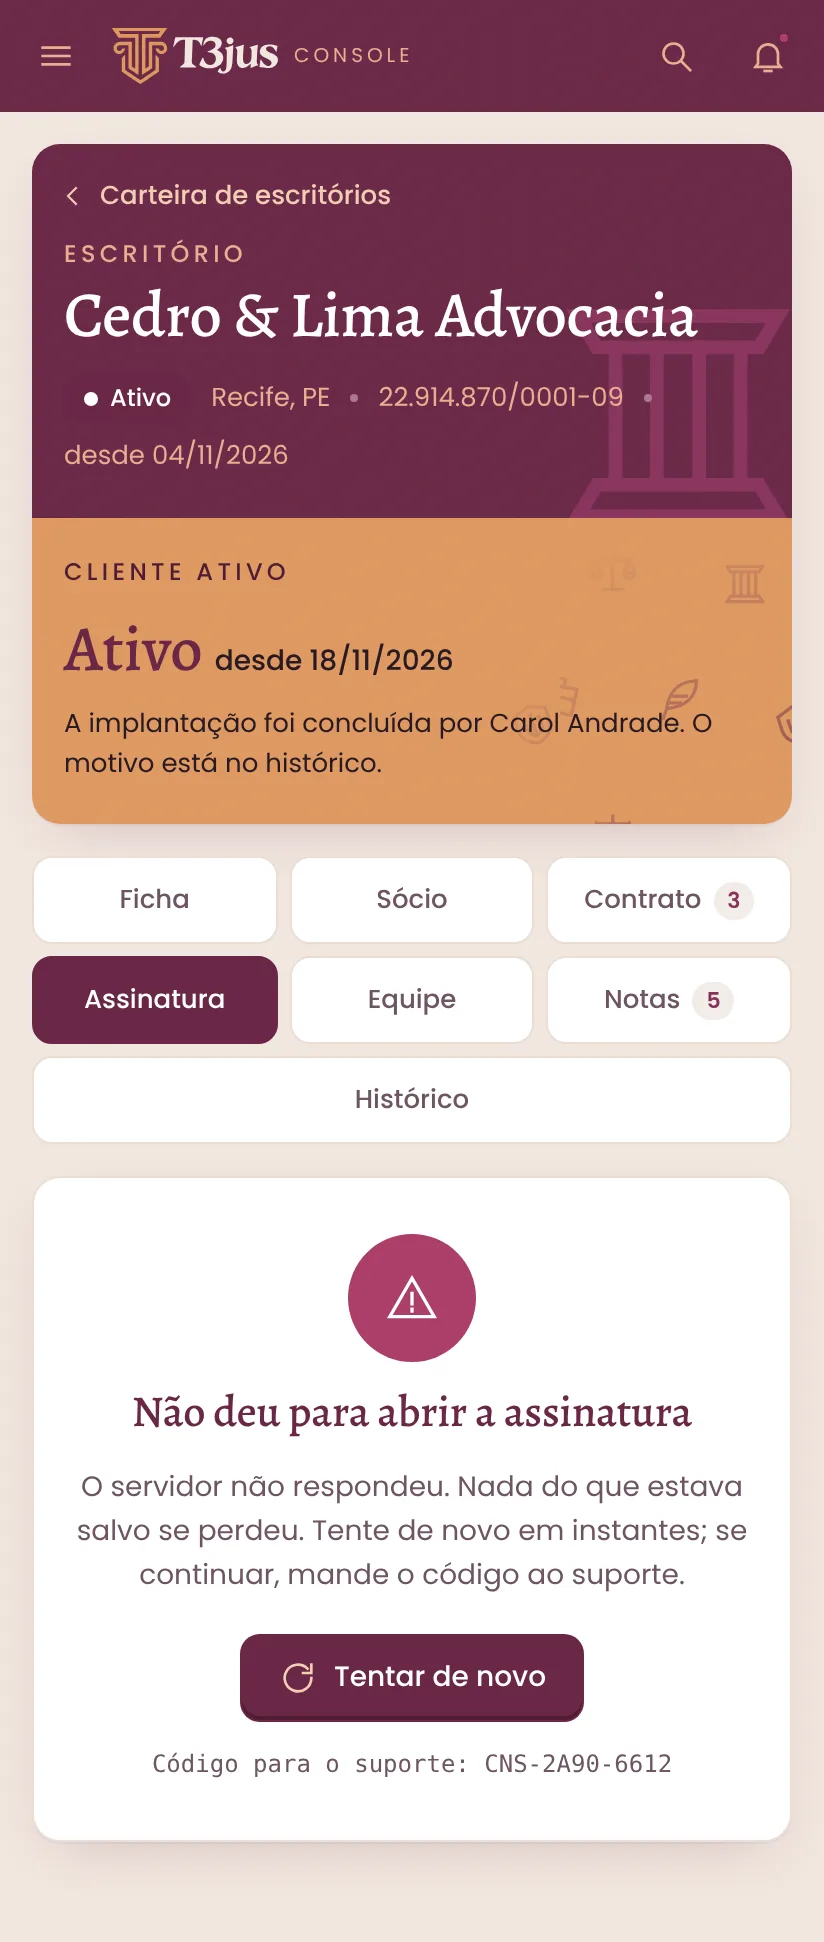 T3jus CONSOLE
Carteira de escritórios
ESCRITÓRIO
Cedro & Lima Advocacia
Ativo Recife, PE • 22.914.870/0001-09 •
desde 04/11/2026
CLIENTE ATIVO
Ativo desde 18/11/2026
A implantação foi concluída por Carol Andrade. O
motivo está no histórico.
Ficha Sócio Contrato 3
Assinatura Equipe Notas 5
Histórico
Não deu para abrir a assinatura
O servidor não respondeu. Nada do que estava
salvo se perdeu. Tente de novo em instantes; se
continuar, mande o código ao suporte.
Tentar de novo
Código para o suporte: CNS-2A90-6612